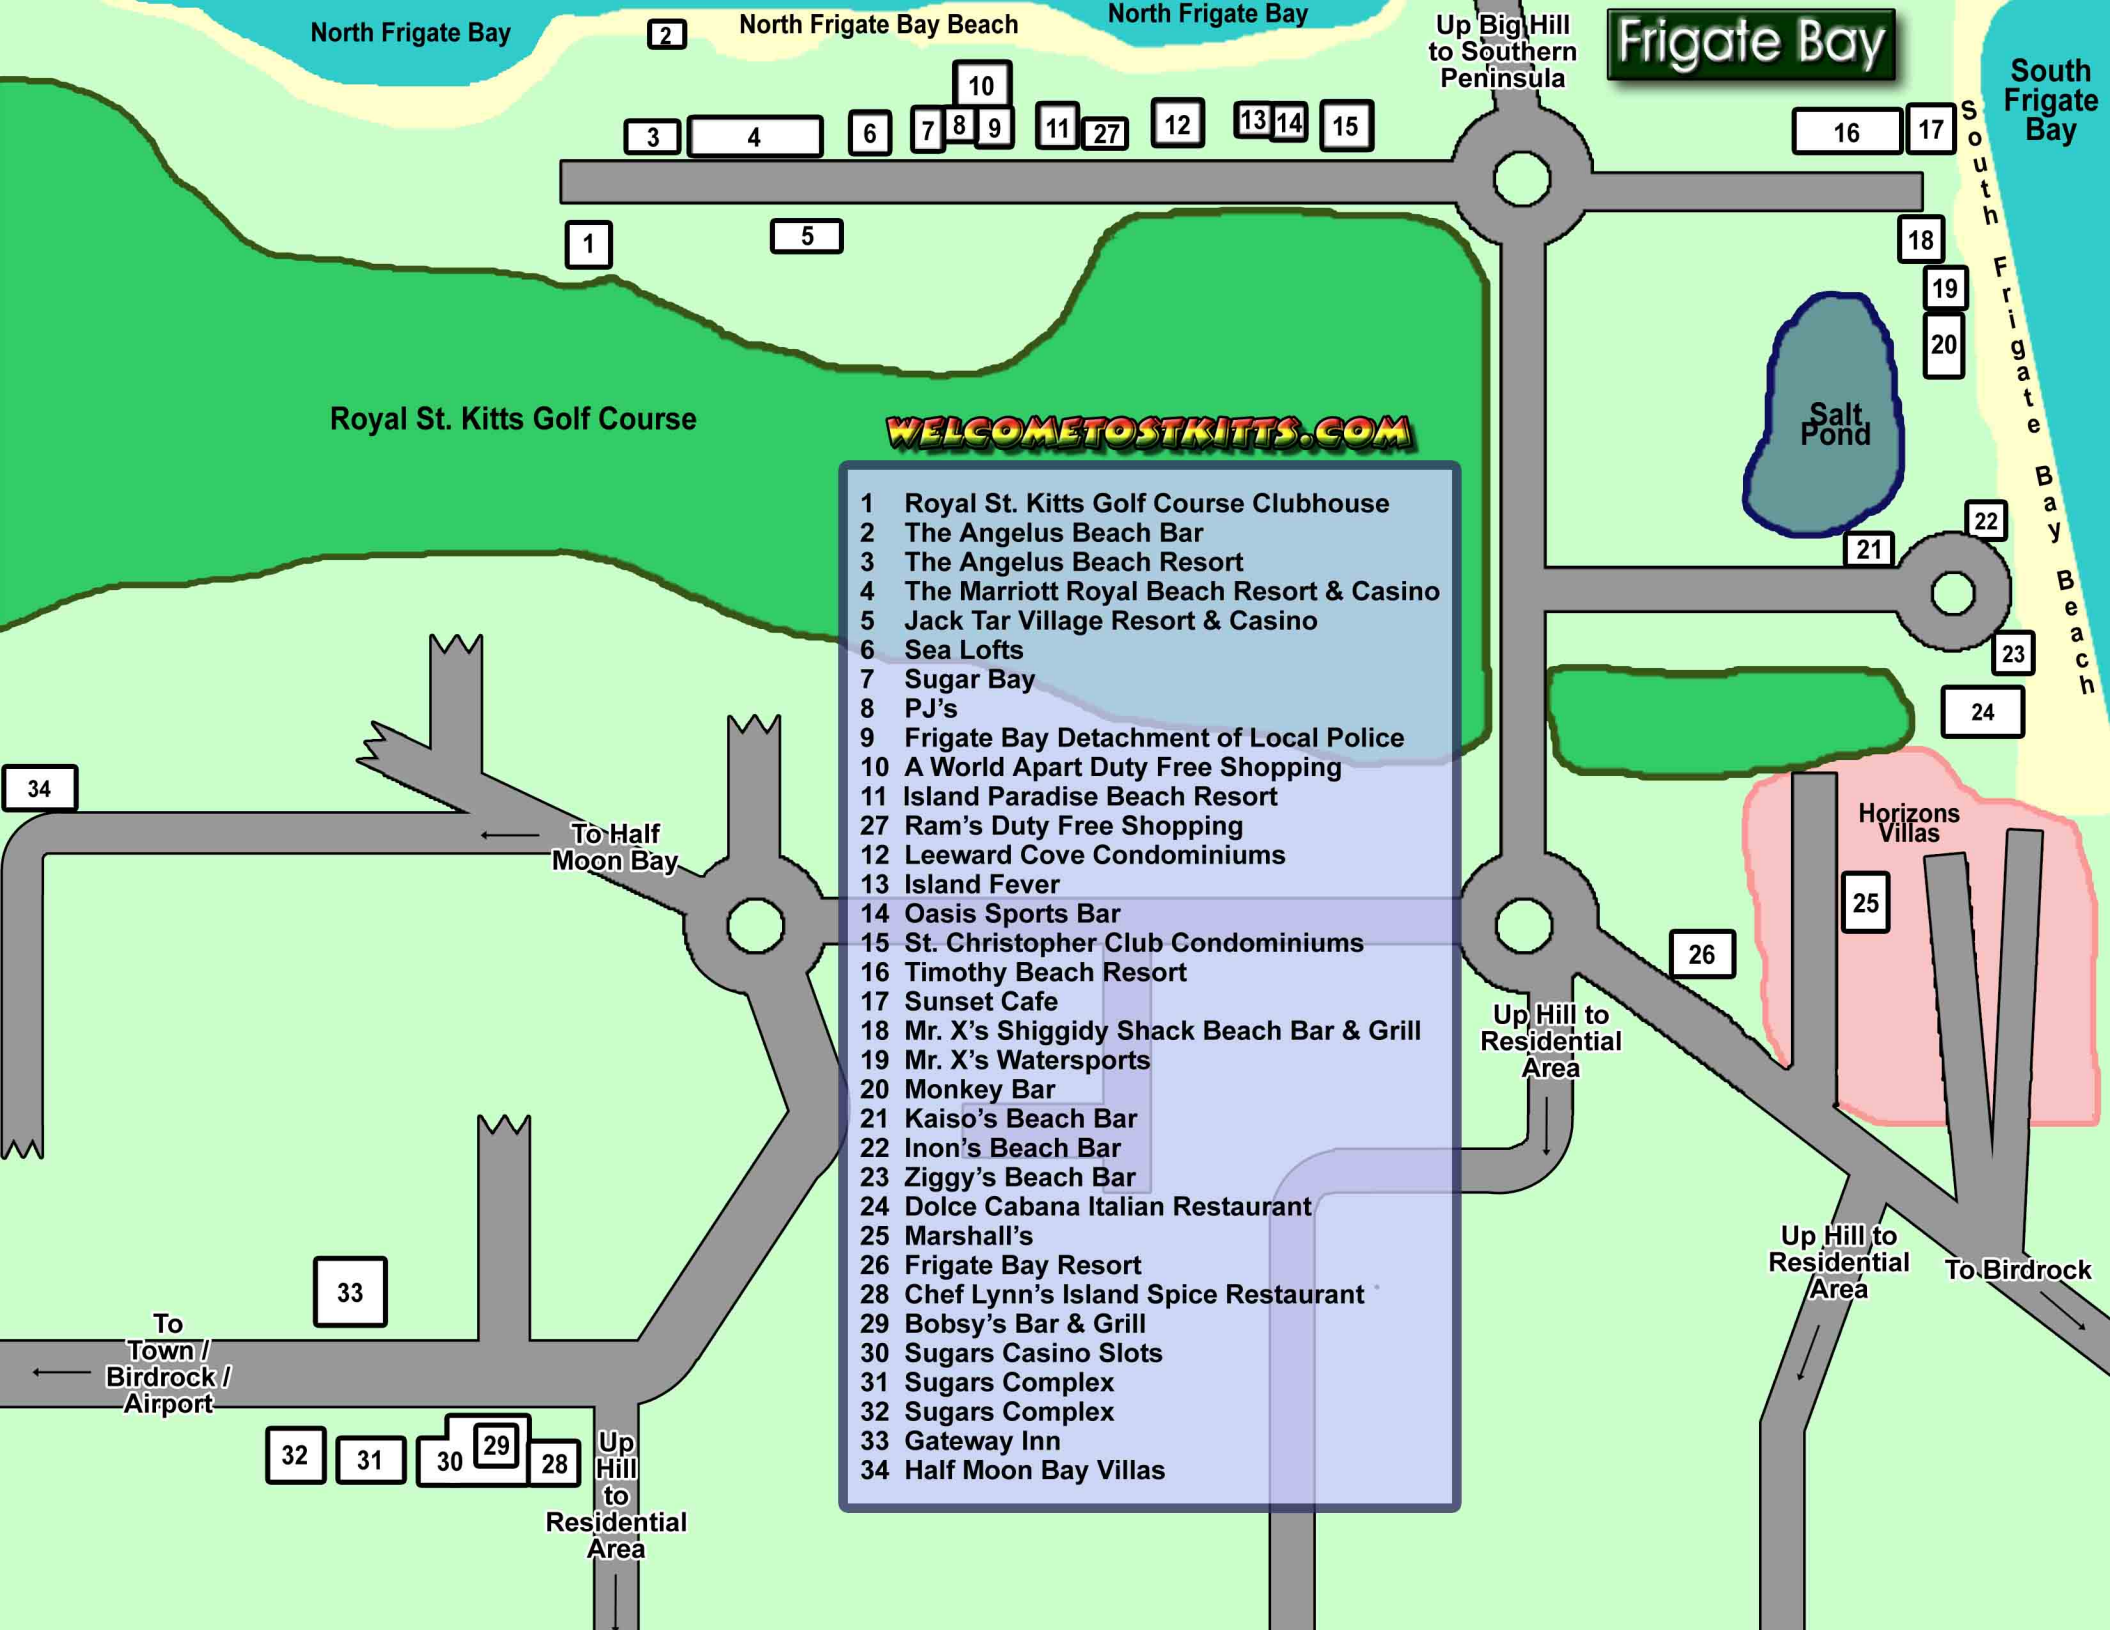 North Frigate Bay
2
North Frigate Bay Beach
North Frigate Bay
Up Big Hill
to Southern
Peninsula
Frigate Bay
South
Frigate
Bay
South Frigate Bay Beach
3
4
6
7
8
9
10
11
27
12
13
14
15
16
17
1
5
18
19
20
Salt
Pond
Royal St. Kitts Golf Course
WELCOMETOSTKITTS.COM
1 Royal St. Kitts Golf Course Clubhouse
2 The Angelus Beach Bar
3 The Angelus Beach Resort
4 The Marriott Royal Beach Resort & Casino
5 Jack Tar Village Resort & Casino
6 Sea Lofts
7 Sugar Bay
8 PJ's
9 Frigate Bay Detachment of Local Police
10 A World Apart Duty Free Shopping
11 Island Paradise Beach Resort
27 Ram's Duty Free Shopping
12 Leeward Cove Condominiums
13 Island Fever
14 Oasis Sports Bar
15 St. Christopher Club Condominiums
16 Timothy Beach Resort
17 Sunset Cafe
18 Mr. X's Shiggidy Shack Beach Bar & Grill
19 Mr. X's Watersports
20 Monkey Bar
21 Kaiso's Beach Bar
22 Inon's Beach Bar
23 Ziggy's Beach Bar
24 Dolce Cabana Italian Restaurant
25 Marshall's
26 Frigate Bay Resort
28 Chef Lynn's Island Spice Restaurant
29 Bobsy's Bar & Grill
30 Sugars Casino Slots
31 Sugars Complex
32 Sugars Complex
33 Gateway Inn
34 Half Moon Bay Villas
21
22
23
24
34
To Half
Moon Bay
Horizons
Villas
25
26
Up Hill to
Residential
Area
Up Hill to
Residential
Area
To Birdrock
33
To
Town /
Birdrock /
Airport
32
31
30
29
28
Up
Hill
to
Residential
Area